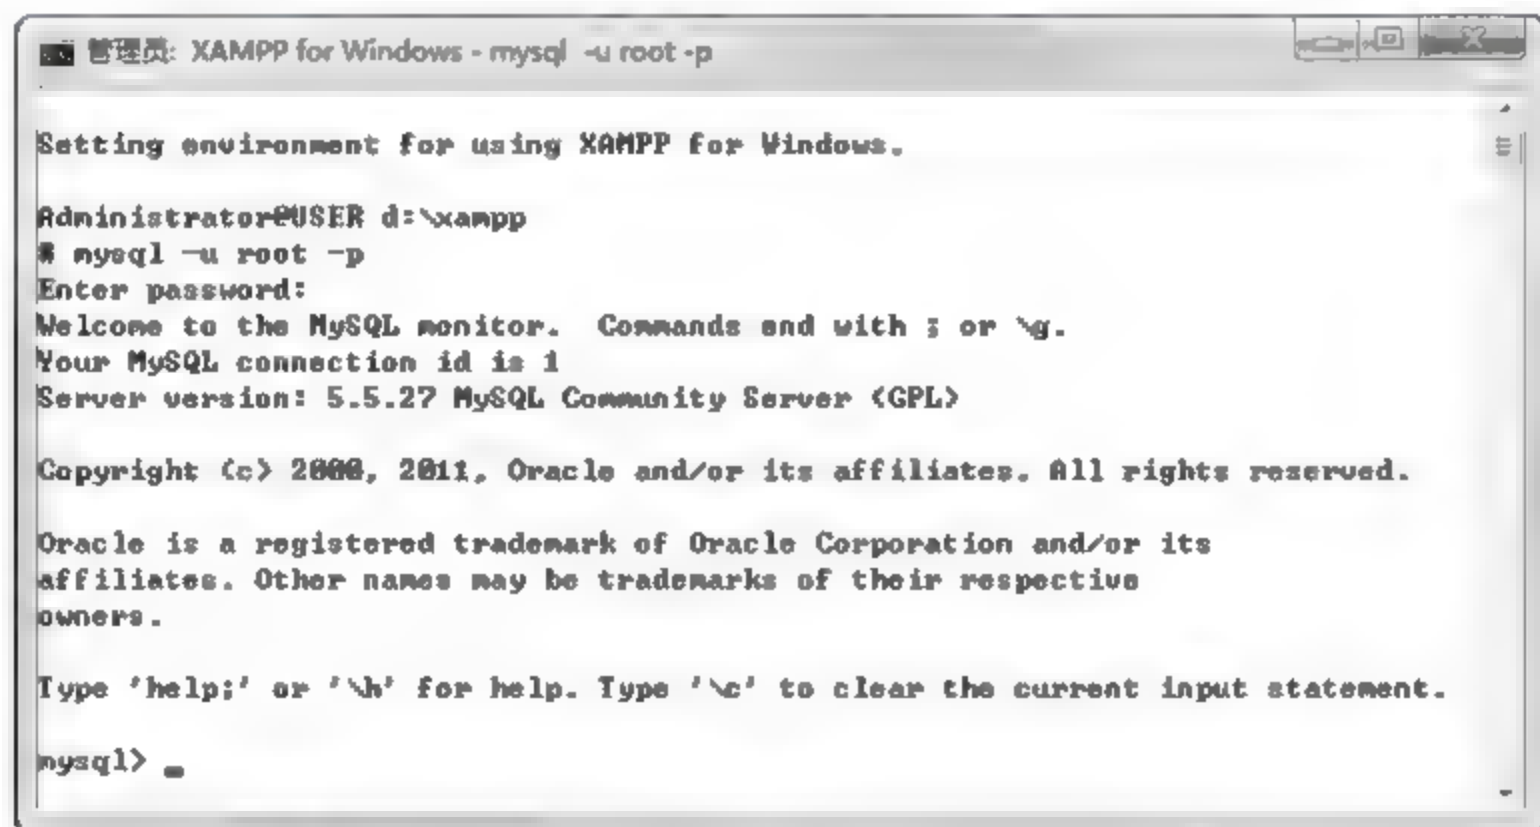 管理员: XAMPP for Windows - mysql -u root -p
Setting environment for using XAMPP for Windows.
Administrator@USER d:\xampp
# mysql -u root -p
Enter password:
Welcome to the MySQL monitor.  Commands end with ; or \g.
Your MySQL connection id is 1
Server version: 5.5.27 MySQL Community Server (GPL)
Copyright (c) 2000, 2011, Oracle and/or its affiliates. All rights reserved.
Oracle is a registered trademark of Oracle Corporation and/or its
affiliates. Other names may be trademarks of their respective
owners.
Type 'help;' or '\h' for help. Type '\c' to clear the current input statement.
mysql> _